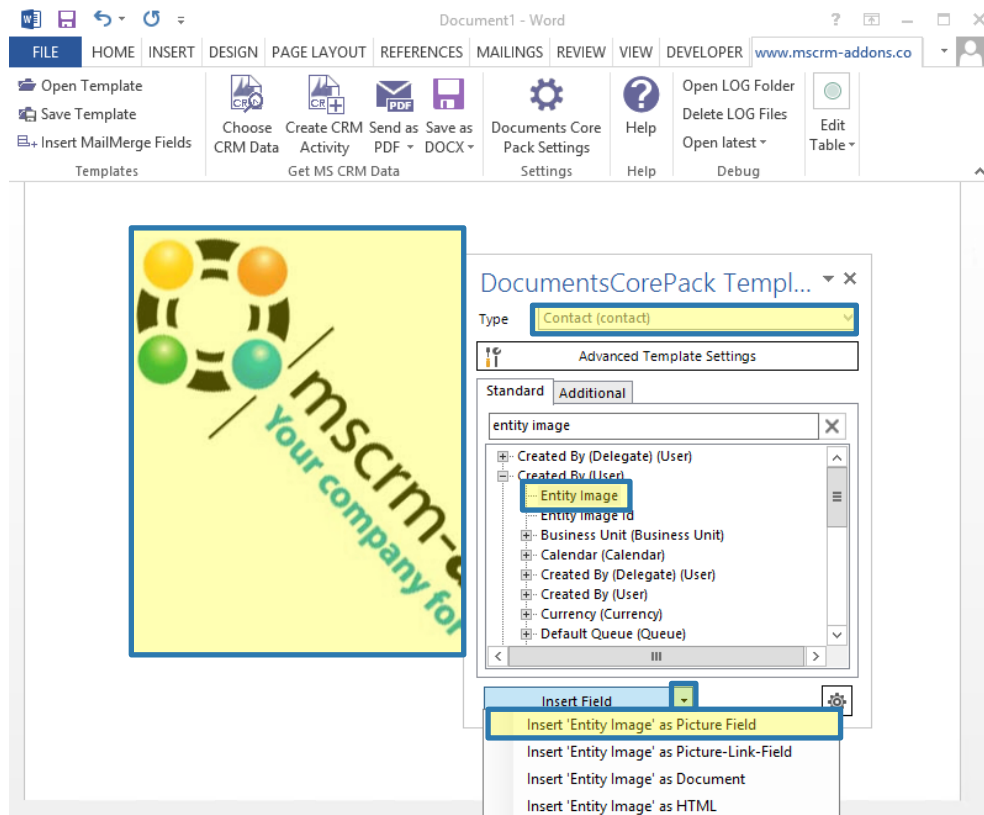 Document1 - Word
FILE HOME INSERT DESIGN PAGE LAYOUT REFERENCES MAILINGS REVIEW VIEW DEVELOPER www.mscrm-addons.co
Open Template
Save Template
Insert MailMerge Fields
Templates
Choose CRM Data
Create CRM Activity
Send as PDF
Save as DOCX
Get MS CRM Data
Documents Core Pack Settings
Settings
Help
Help
Open LOG Folder
Delete LOG Files
Open latest
Debug
Edit Table
mscrm-a
Your company for
DocumentsCorePack Templ...
Type Contact (contact)
Advanced Template Settings
Standard Additional
entity image
Created By (Delegate) (User)
Created By (User)
Entity Image
Entity Image Id
Business Unit (Business Unit)
Calendar (Calendar)
Created By (Delegate) (User)
Created By (User)
Currency (Currency)
Default Queue (Queue)
Insert Field
Insert 'Entity Image' as Picture Field
Insert 'Entity Image' as Picture-Link-Field
Insert 'Entity Image' as Document
Insert 'Entity Image' as HTML